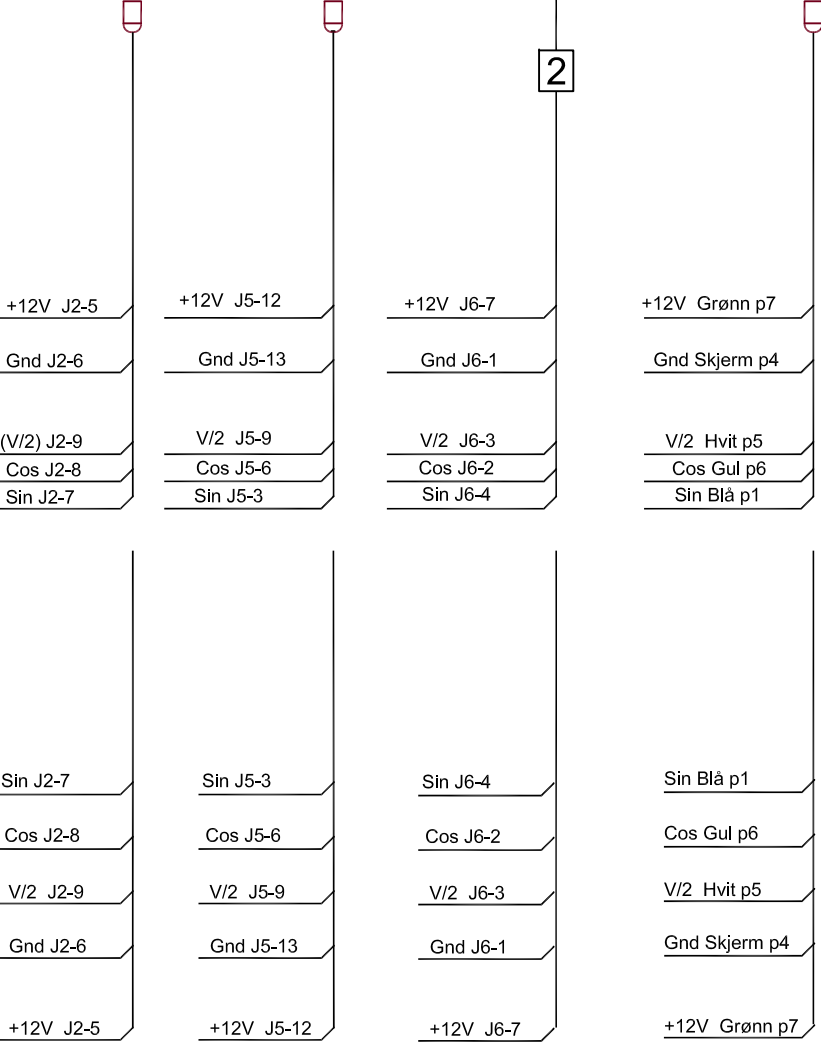 2
+12V J2-5
Gnd J2-6
(V/2) J2-9
Cos J2-8
Sin J2-7
+12V J5-12
Gnd J5-13
V/2 J5-9
Cos J5-6
Sin J5-3
+12V J6-7
Gnd J6-1
V/2 J6-3
Cos J6-2
Sin J6-4
+12V Grønn p7
Gnd Skjerm p4
V/2 Hvit p5
Cos Gul p6
Sin Blå p1
Sin J2-7
Cos J2-8
V/2 J2-9
Gnd J2-6
+12V J2-5
Sin J5-3
Cos J5-6
V/2 J5-9
Gnd J5-13
+12V J5-12
Sin J6-4
Cos J6-2
V/2 J6-3
Gnd J6-1
+12V J6-7
Sin Blå p1
Cos Gul p6
V/2 Hvit p5
Gnd Skjerm p4
+12V Grønn p7